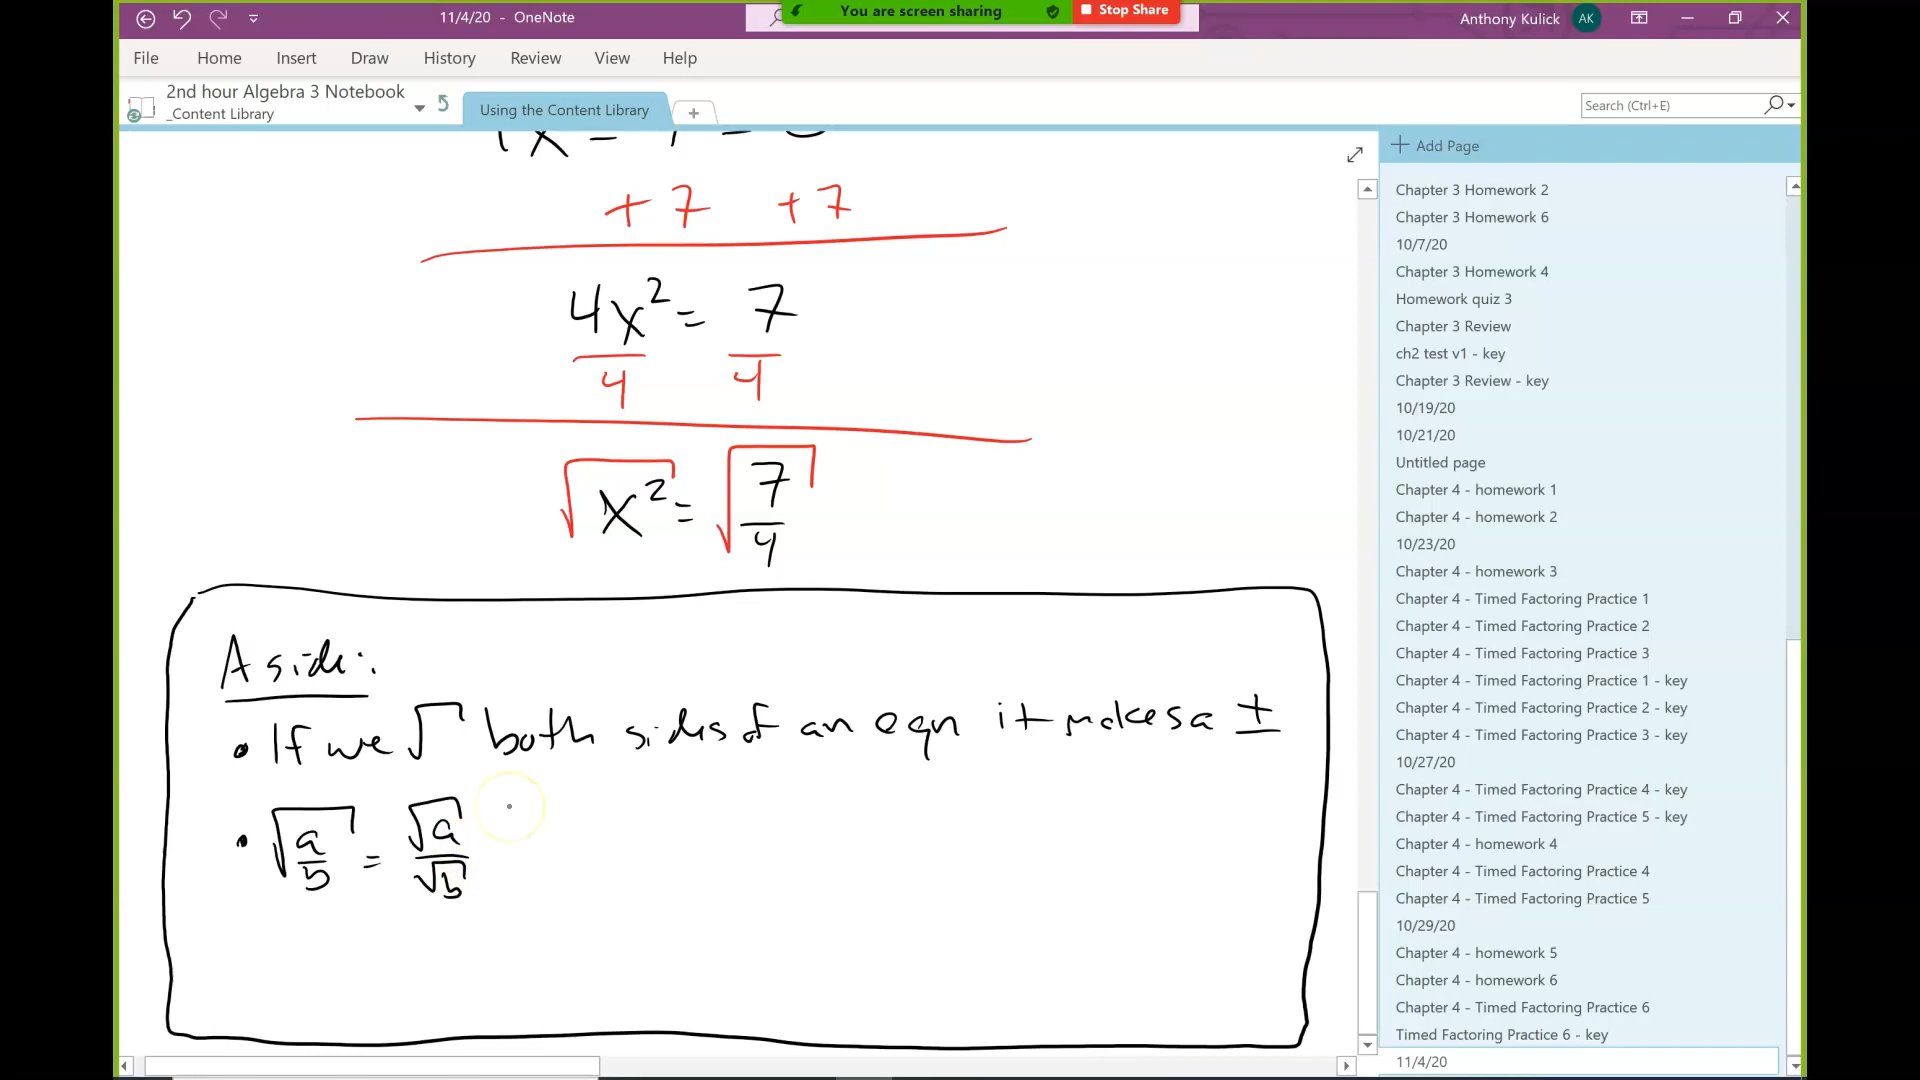 11/4/20 - OneNote
You are screen sharing
Stop Share
Anthony Kulick
AK
File Home Insert Draw History Review View Help
2nd hour Algebra 3 Notebook
_Content Library
Using the Content Library
+
Search (Ctrl+E)
+ 7 + 7
4x² = 7
4 4
√x² = √7/4
Aside:
• If we √ both sides of an eqn it makes a ±
• √a/b = √a/√b
Add Page
Chapter 3 Homework 2
Chapter 3 Homework 6
10/7/20
Chapter 3 Homework 4
Homework quiz 3
Chapter 3 Review
ch2 test v1 - key
Chapter 3 Review - key
10/19/20
10/21/20
Untitled page
Chapter 4 - homework 1
Chapter 4 - homework 2
10/23/20
Chapter 4 - homework 3
Chapter 4 - Timed Factoring Practice 1
Chapter 4 - Timed Factoring Practice 2
Chapter 4 - Timed Factoring Practice 3
Chapter 4 - Timed Factoring Practice 1 - key
Chapter 4 - Timed Factoring Practice 2 - key
Chapter 4 - Timed Factoring Practice 3 - key
10/27/20
Chapter 4 - Timed Factoring Practice 4 - key
Chapter 4 - Timed Factoring Practice 5 - key
Chapter 4 - homework 4
Chapter 4 - Timed Factoring Practice 4
Chapter 4 - Timed Factoring Practice 5
10/29/20
Chapter 4 - homework 5
Chapter 4 - homework 6
Chapter 4 - Timed Factoring Practice 6
Timed Factoring Practice 6 - key
11/4/20